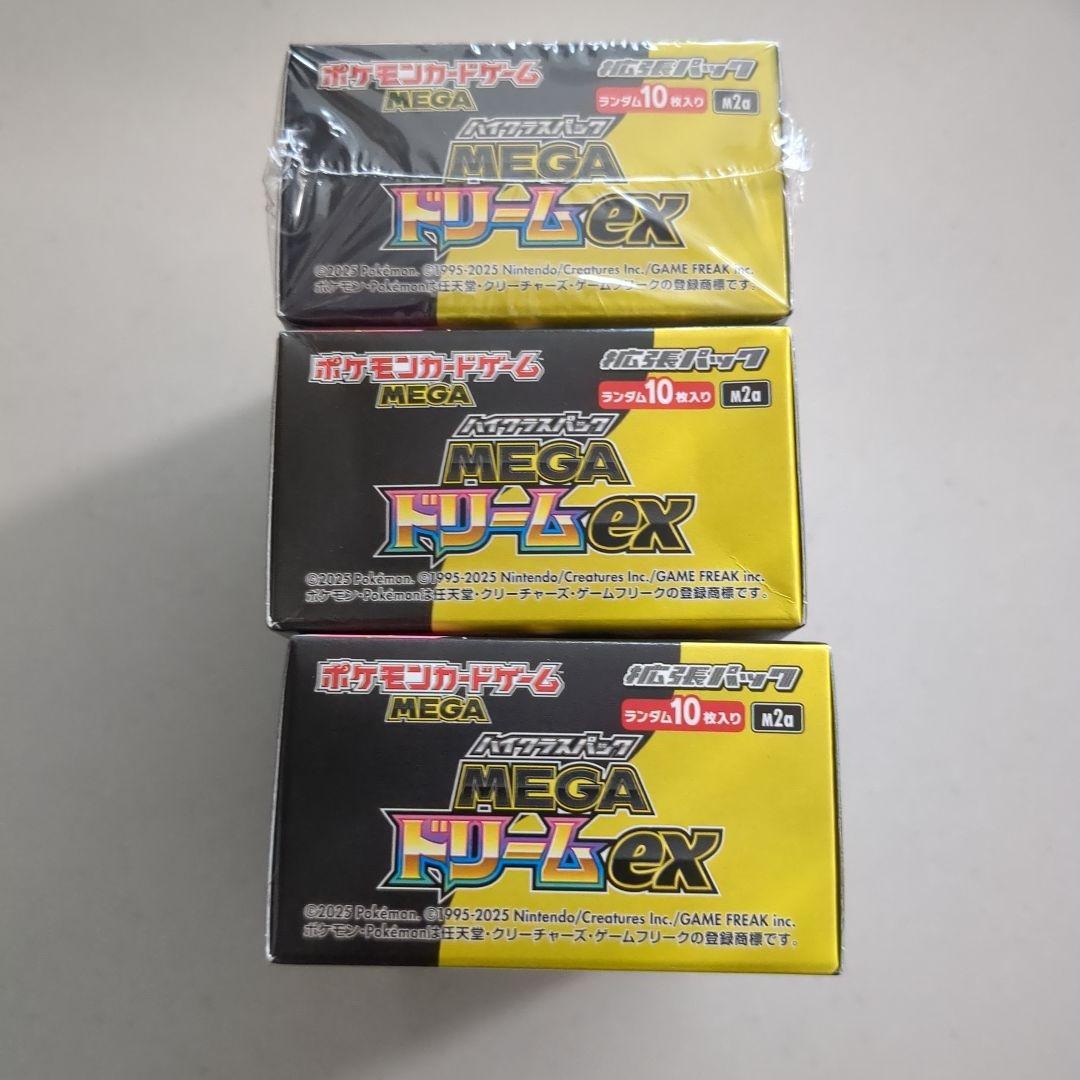 ポケモンカードゲーム
MEGA
拡張パック
ランダム10枚入り M2a
ハイクラスパック
MEGA
ドリームex
©2025 Pokémon. ©1995-2025 Nintendo/Creatures Inc./GAME FREAK inc.
ポケモン・Pokémonは任天堂・クリーチャーズ・ゲームフリークの登録商標です。
ポケモンカードゲーム
MEGA
拡張パック
ランダム10枚入り M2a
ハイクラスパック
MEGA
ドリームex
©2025 Pokémon. ©1995-2025 Nintendo/Creatures Inc./GAME FREAK inc.
ポケモン・Pokémonは任天堂・クリーチャーズ・ゲームフリークの登録商標です。
ポケモンカードゲーム
MEGA
拡張パック
ランダム10枚入り M2a
ハイクラスパック
MEGA
ドリームex
©2025 Pokémon. ©1995-2025 Nintendo/Creatures Inc./GAME FREAK inc.
ポケモン・Pokémonは任天堂・クリーチャーズ・ゲームフリークの登録商標です。